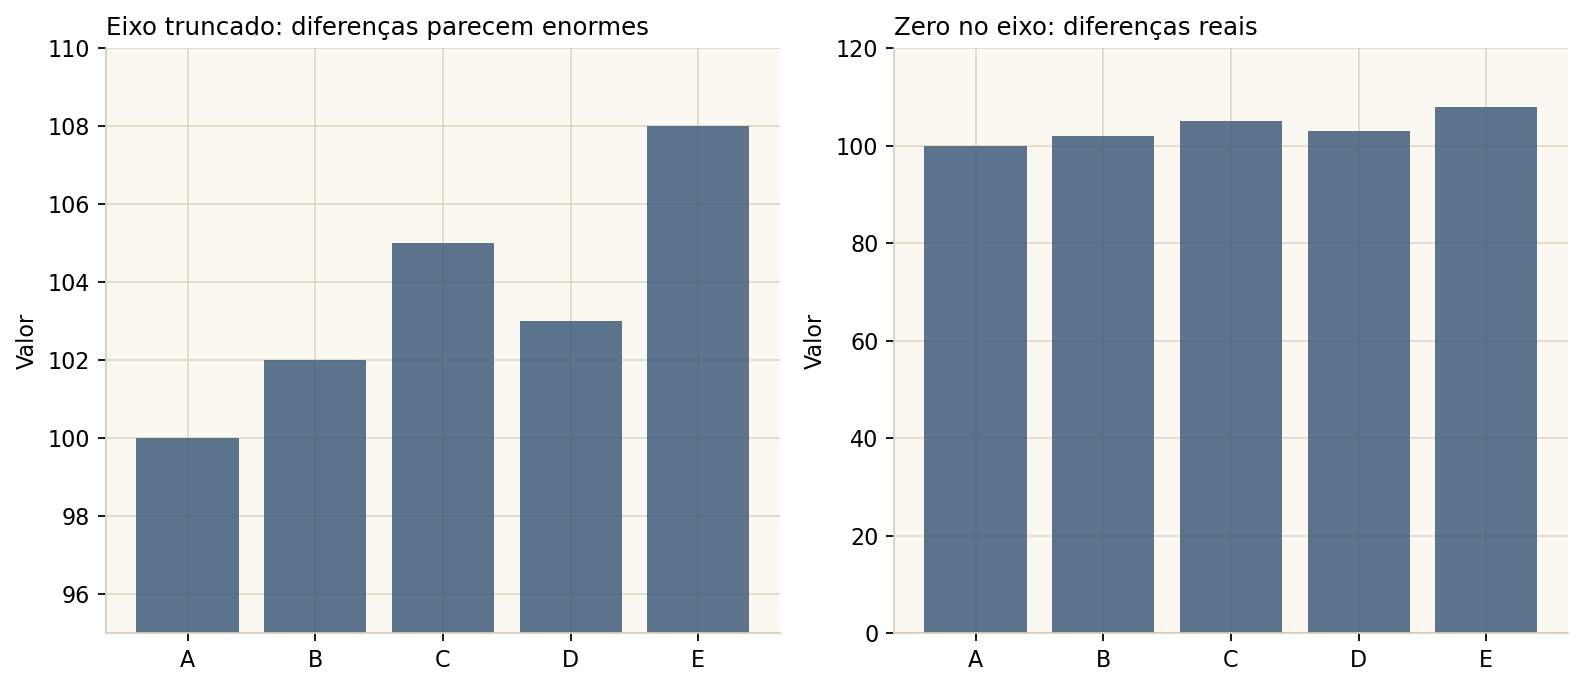 Eixo truncado: diferenças parecem enormes
110
108
106
104
102
100
98
96
Valor
A B C D E
Zero no eixo: diferenças reais
120
100
80
60
40
20
0
Valor
A B C D E